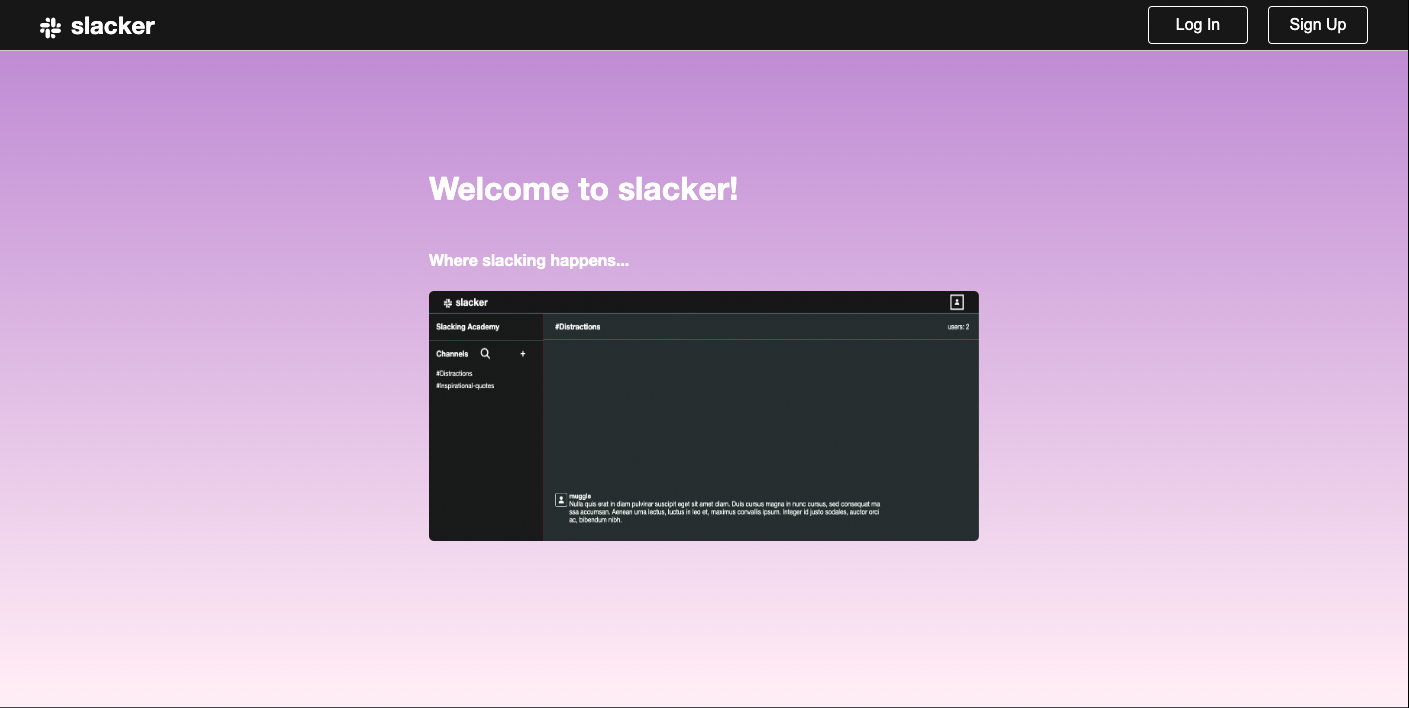 slacker
Log In
Sign Up
Welcome to slacker!
Where slacking happens...
slacker
Slacking Academy
#Distractions
users: 2
Channels
+
#Distractions
#Inspirational-quotes
muggle
Nulla quis erat in diam pulvinar suscipit eget sit amet diam. Duis cursus magna in nunc cursus, sed consequat ma
ssa accumsan. Aenean urna lectus, luctus in leo et, maximus convallis ipsum. Integer id justo sodales, auctor orci
ac, bibendum nibh.